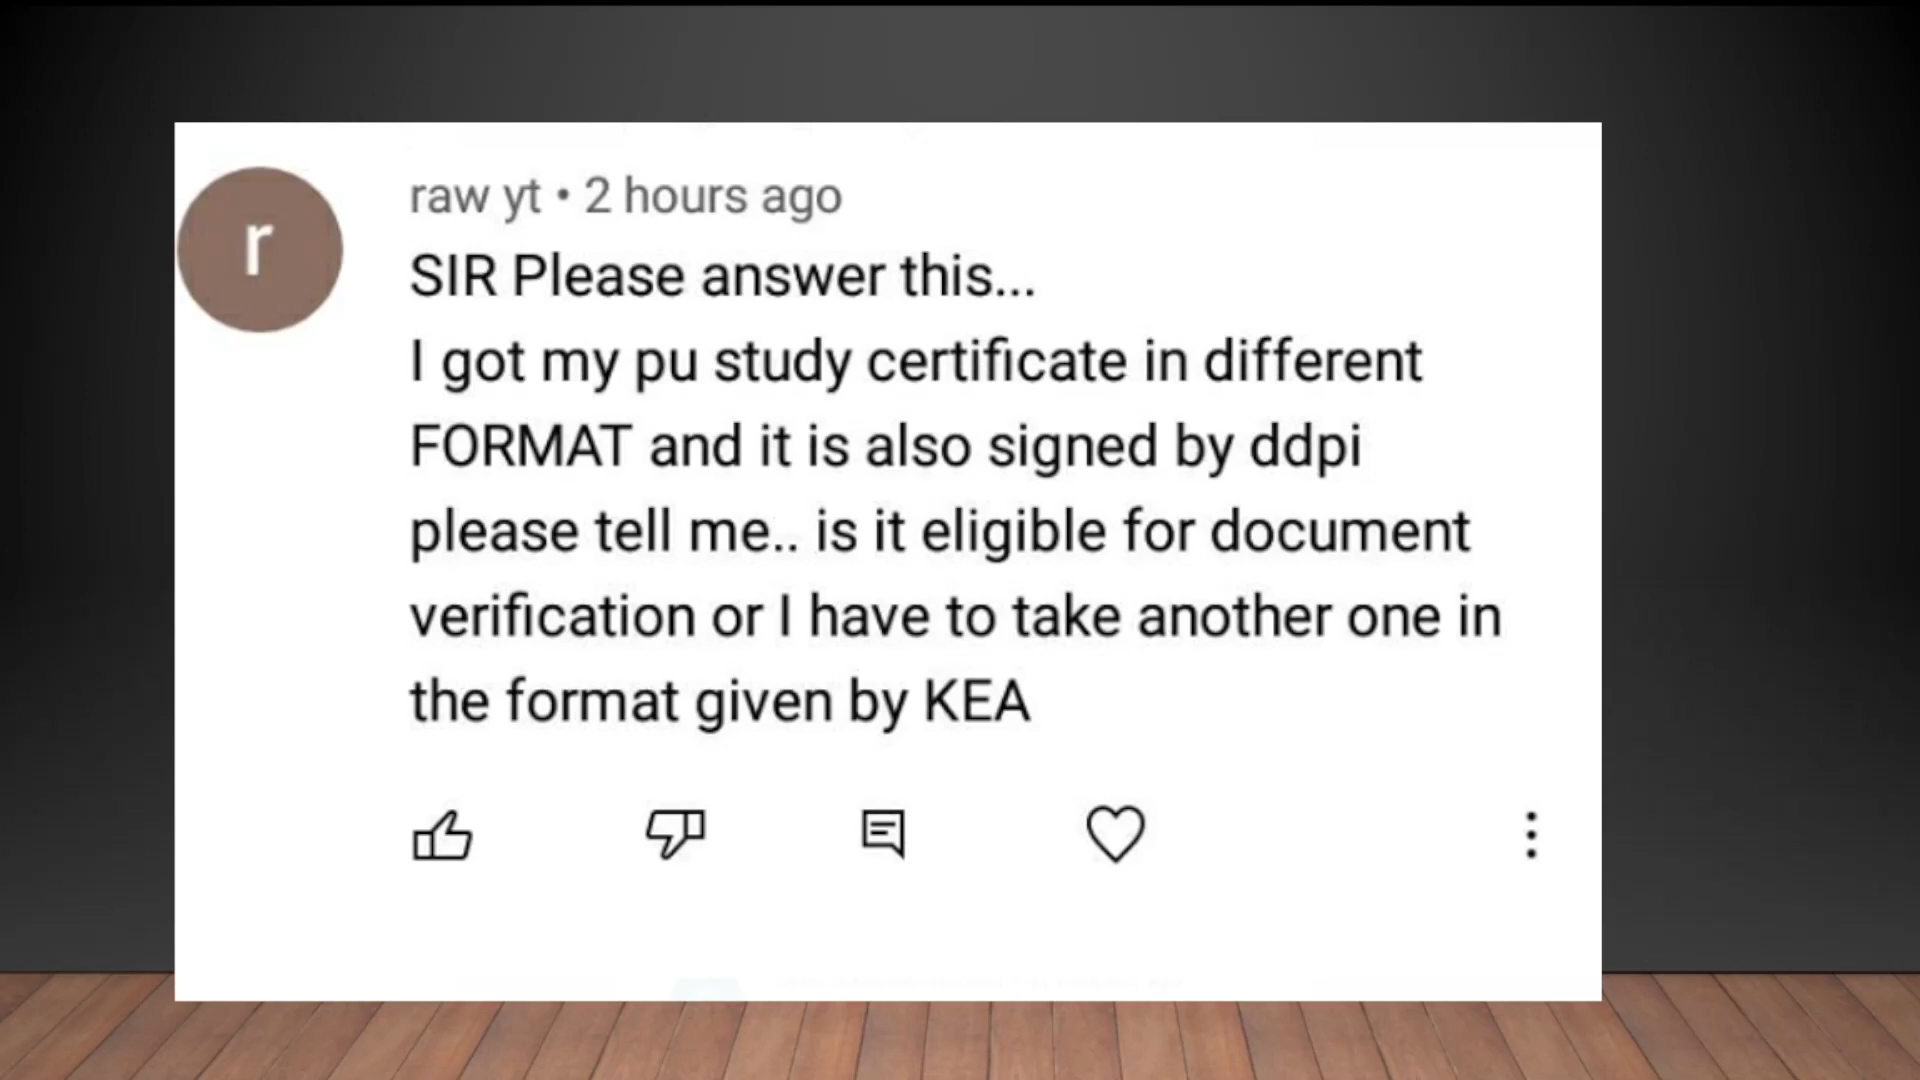 r
raw yt • 2 hours ago
SIR Please answer this...
I got my pu study certificate in different
FORMAT and it is also signed by ddpi
please tell me.. is it eligible for document
verification or I have to take another one in
the format given by KEA